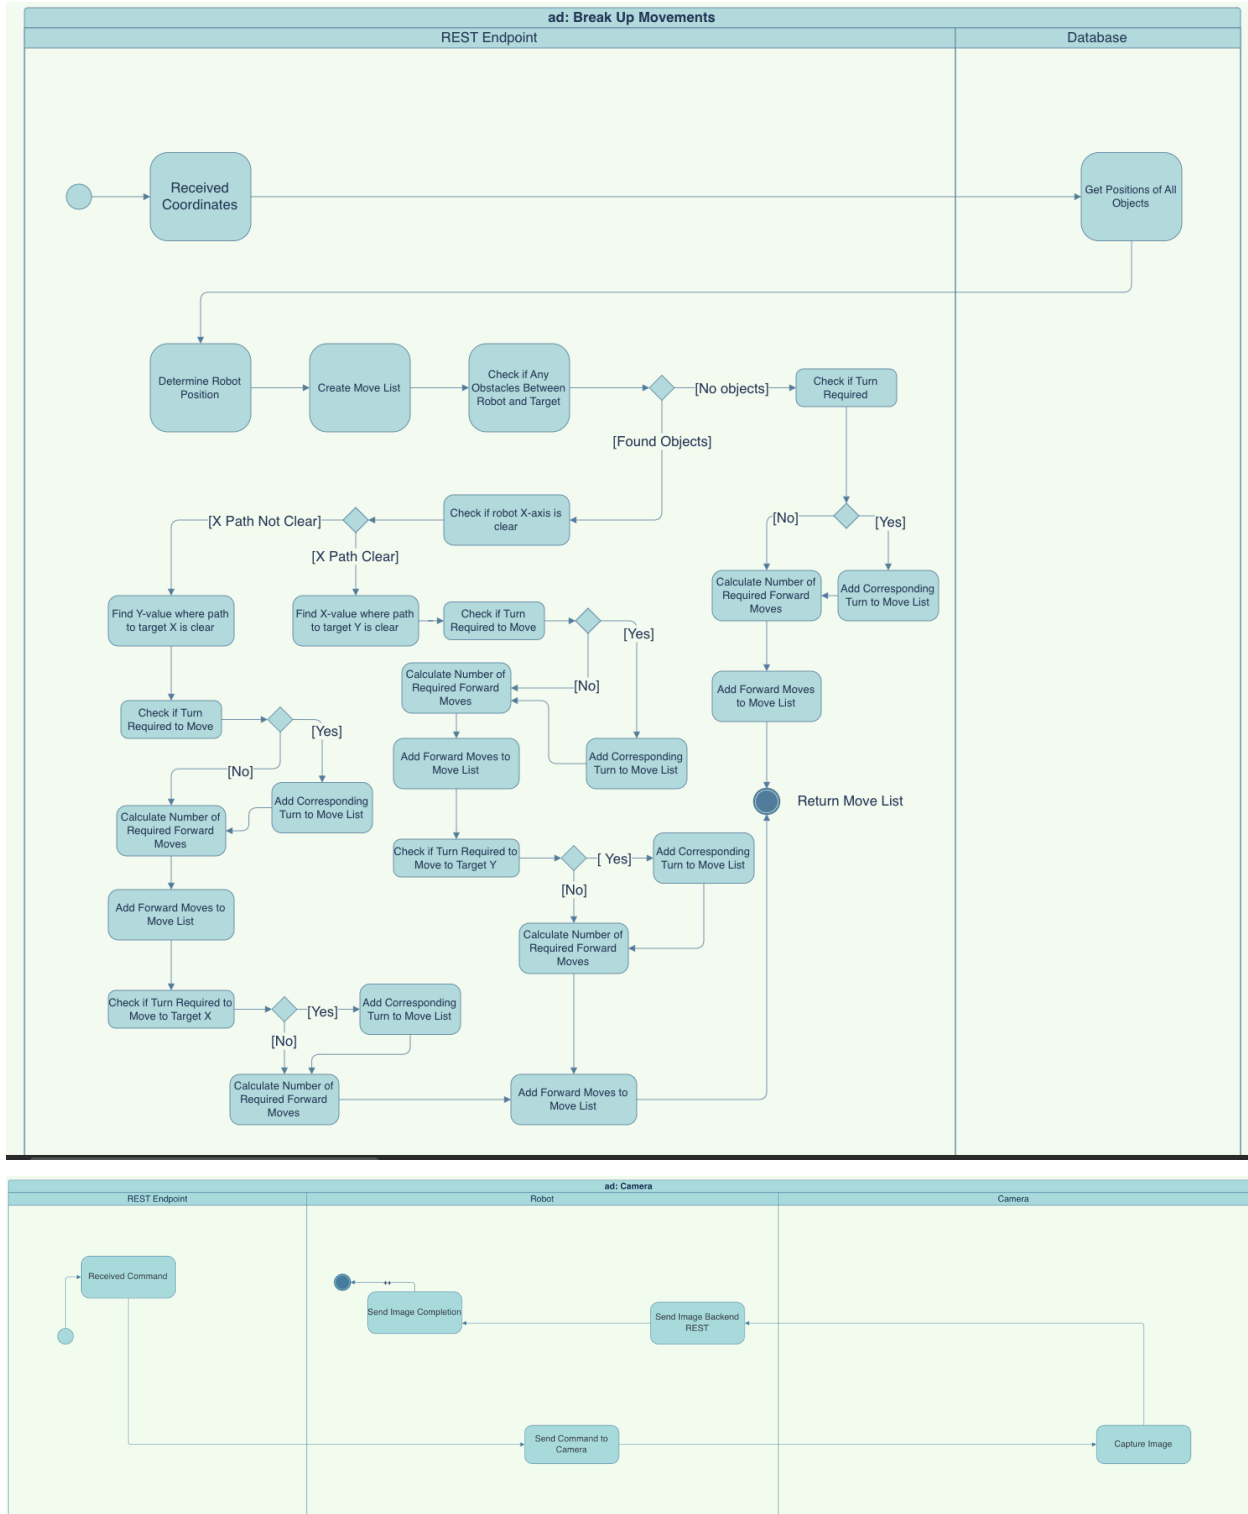 ad: Break Up Movements
REST Endpoint
Database
Received
Coordinates
Get Positions of All
Objects
Determine Robot
Position
Create Move List
Check if Any
Obstacles Between
Robot and Target
[No objects]
Check if Turn
Required
[Found Objects]
[X Path Not Clear]
Check if robot X-axis is
clear
[No]
[Yes]
[X Path Clear]
Calculate Number of
Required Forward
Moves
Add Corresponding
Turn to Move List
Find Y-value where path
to target X is clear
Find X-value where path
to target Y is clear
Check if Turn
Required to Move
[Yes]
Calculate Number of
Required Forward
Moves
[No]
Add Forward Moves
to Move List
Check if Turn
Required to Move
[Yes]
Add Forward Moves to
Move List
Add Corresponding
Turn to Move List
[No]
Add Corresponding
Turn to Move List
Return Move List
Calculate Number of
Required Forward
Moves
Check if Turn Required to
Move to Target Y
[ Yes]
Add Corresponding
Turn to Move List
[No]
Add Forward Moves to
Move List
Calculate Number of
Required Forward
Moves
Check if Turn Required to
Move to Target X
[Yes]
Add Corresponding
Turn to Move List
[No]
Calculate Number of
Required Forward
Moves
Add Forward Moves to
Move List
ad: Camera
REST Endpoint
Robot
Camera
Received Command
Send Image Completion
Send Image Backend
REST
Send Command to
Camera
Capture Image